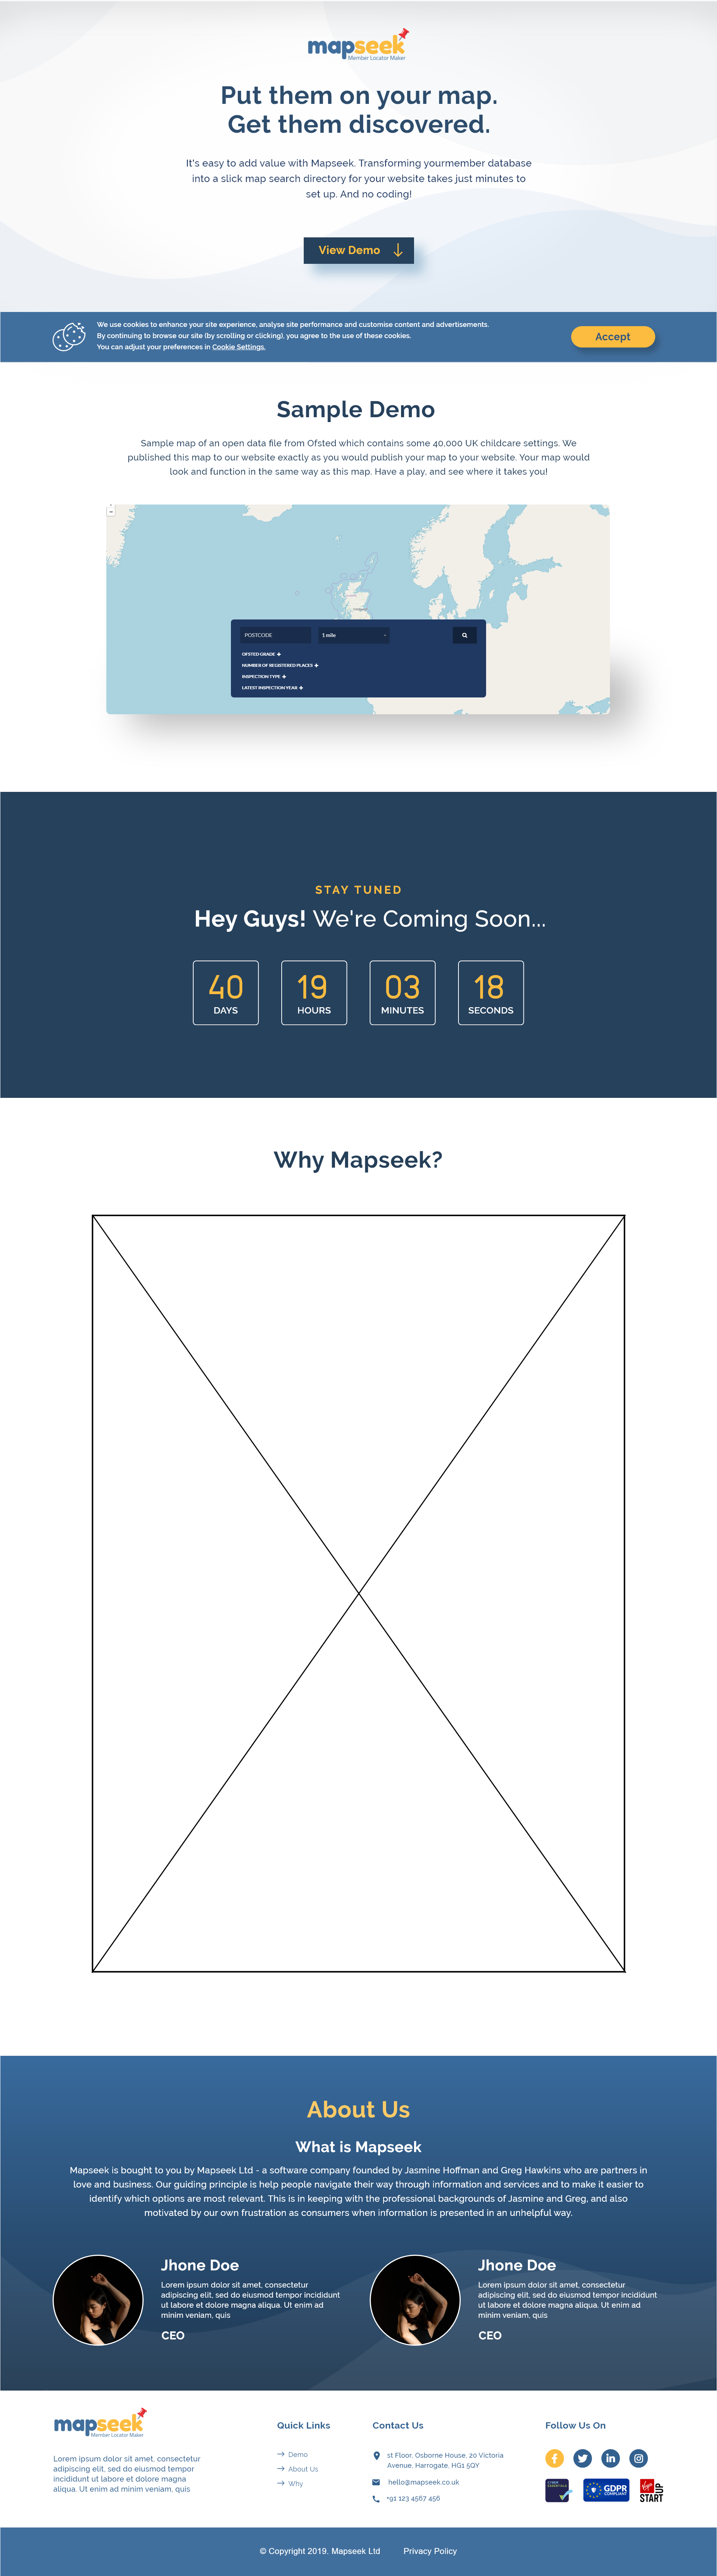 mapseek
Member Locator Maker
Put them on your map.
Get them discovered.
It's easy to add value with Mapseek. Transforming yourmember database
into a slick map search directory for your website takes just minutes to
set up. And no coding!
View Demo
We use cookies to enhance your site experience, analyse site performance and customise content and advertisements.
By continuing to browse our site (by scrolling or clicking), you agree to the use of these cookies.
You can adjust your preferences in Cookie Settings.
Accept
Sample Demo
Sample map of an open data file from Ofsted which contains some 40,000 UK childcare settings. We
published this map to our website exactly as you would publish your map to your website. Your map would
look and function in the same way as this map. Have a play, and see where it takes you!
POSTCODE
1 mile
OFSTED GRADE +
NUMBER OF REGISTERED PLACES +
INSPECTION TYPE +
LATEST INSPECTION YEAR +
STAY TUNED
Hey Guys! We're Coming Soon...
40 19 03 18
DAYS HOURS MINUTES SECONDS
Why Mapseek?
About Us
What is Mapseek
Mapseek is bought to you by Mapseek Ltd - a software company founded by Jasmine Hoffman and Greg Hawkins who are partners in
love and business. Our guiding principle is help people navigate their way through information and services and to make it easier to
identify which options are most relevant. This is in keeping with the professional backgrounds of Jasmine and Greg, and also
motivated by our own frustration as consumers when information is presented in an unhelpful way.
Jhone Doe
Lorem ipsum dolor sit amet, consectetur
adipiscing elit, sed do eiusmod tempor incididunt
ut labore et dolore magna aliqua. Ut enim ad
minim veniam, quis
CEO
Jhone Doe
Lorem ipsum dolor sit amet, consectetur
adipiscing elit, sed do eiusmod tempor incididunt
ut labore et dolore magna aliqua. Ut enim ad
minim veniam, quis
CEO
mapseek
Member Locator Maker
Lorem ipsum dolor sit amet, consectetur
adipiscing elit, sed do eiusmod tempor
incididunt ut labore et dolore magna
aliqua. Ut enim ad minim veniam, quis
Quick Links
Demo
About Us
Why
Contact Us
st Floor, Osborne House, 20 Victoria
Avenue, Harrogate, HG1 5QY
hello@mapseek.co.uk
+91 123 4567 456
Follow Us On
CYBER
ESSENTIALS
GDPR
COMPLIANT
Virgin
START UP
© Copyright 2019. Mapseek Ltd
Privacy Policy